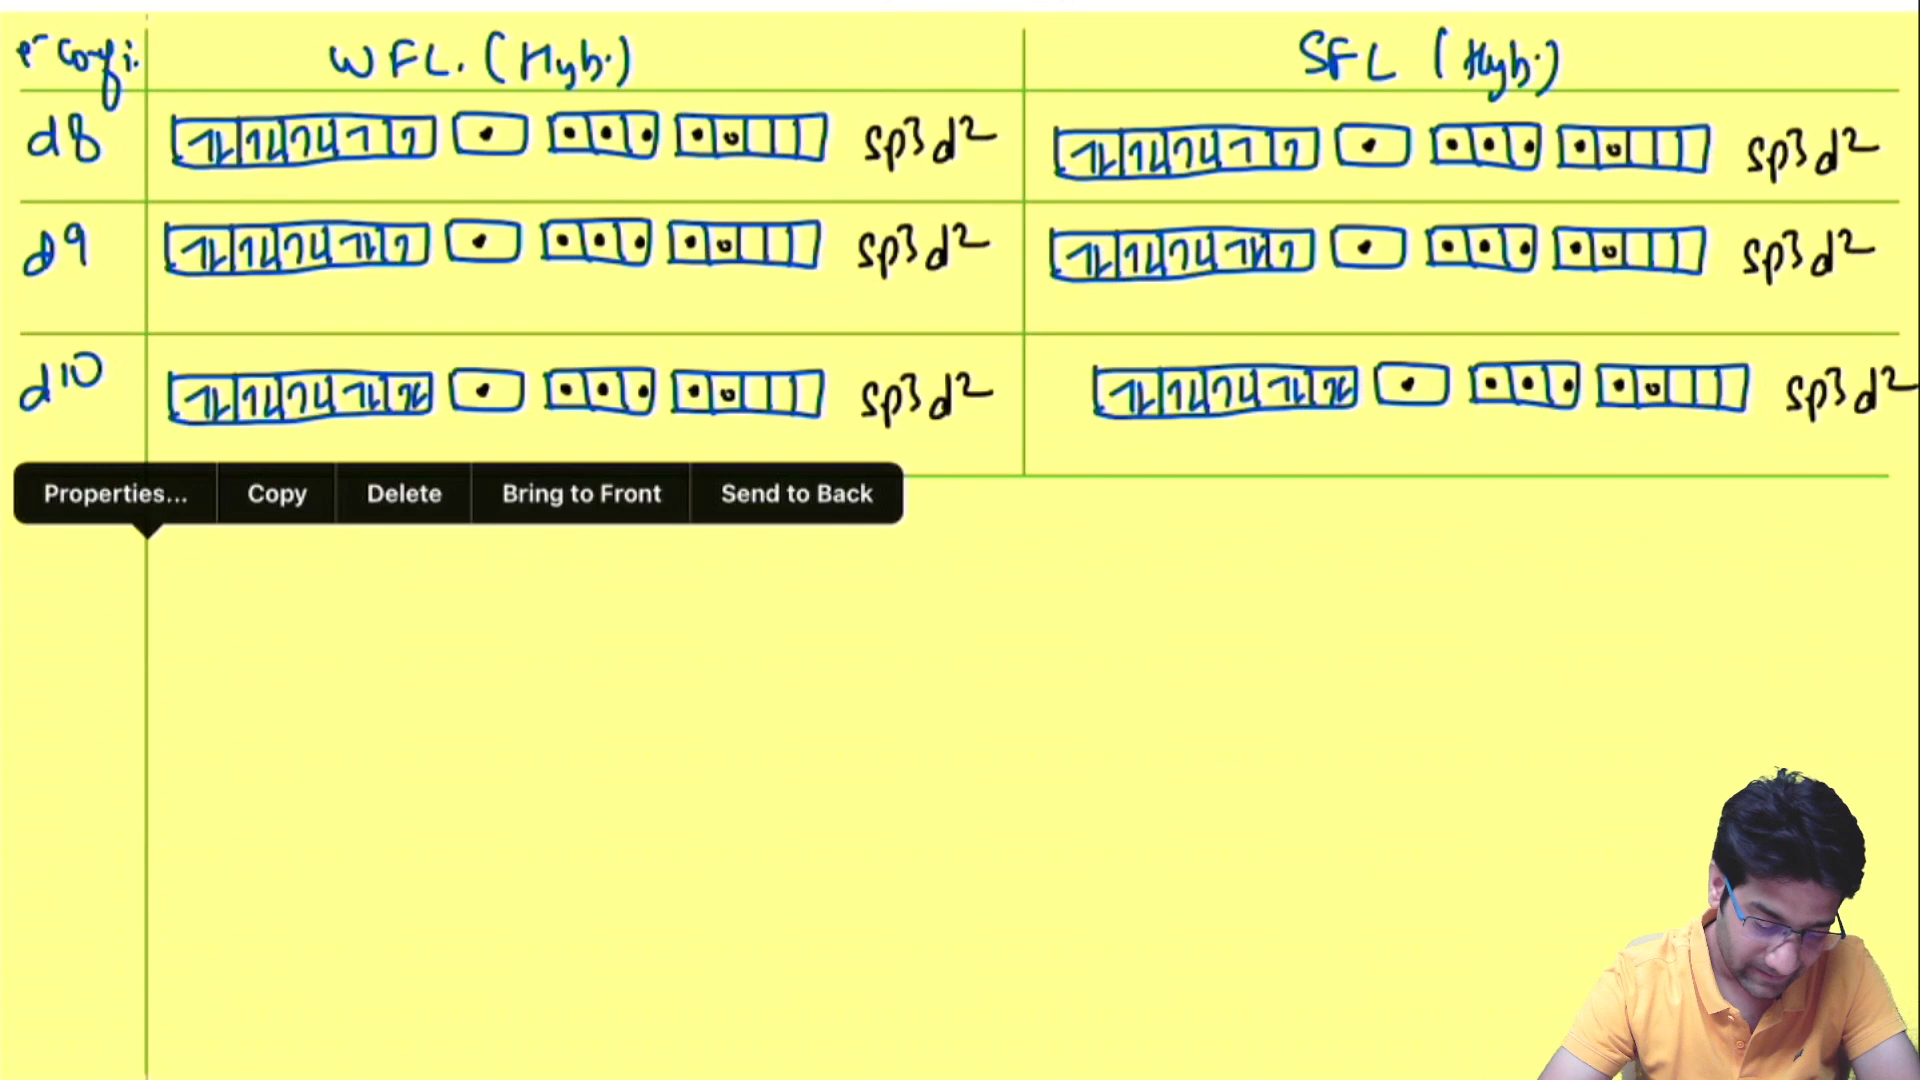 e⁻ Confi. WFL. (Hyb.) SFL (Hyb.)
d8 sp3d² sp3d²
d9 sp3d² sp3d²
d10 sp3d² sp3d²
Properties... Copy Delete Bring to Front Send to Back